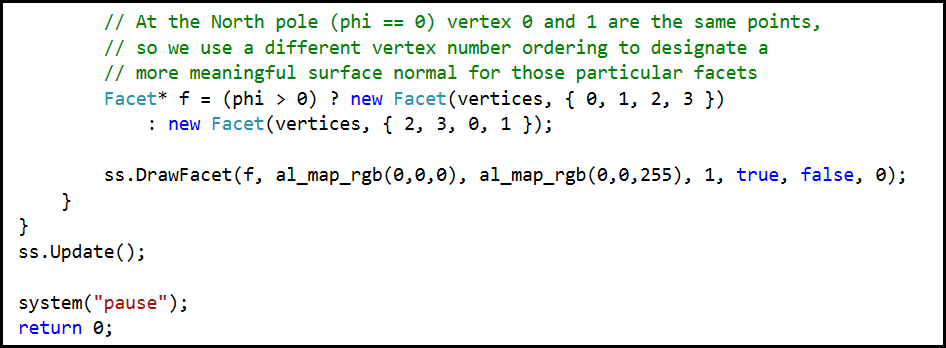 // At the North pole (phi == 0) vertex 0 and 1 are the same points,
// so we use a different vertex number ordering to designate a
// more meaningful surface normal for those particular facets
Facet* f = (phi > 0) ? new Facet(vertices, { 0, 1, 2, 3 })
: new Facet(vertices, { 2, 3, 0, 1 });
ss.DrawFacet(f, al_map_rgb(0,0,0), al_map_rgb(0,0,255), 1, true, false, 0);
}
}
ss.Update();
system("pause");
return 0;